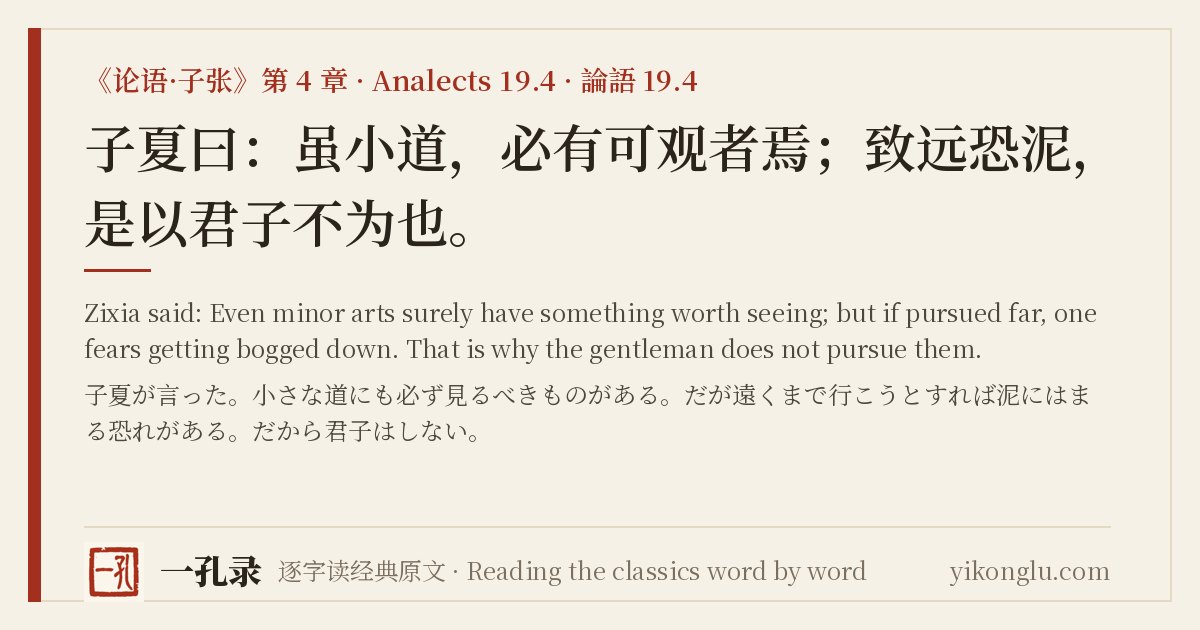 《论语·子张》第 4 章 · Analects 19.4 · 論語 19.4
子夏曰：虽小道，必有可观者焉；致远恐泥，
是以君子不为也。
Zixia said: Even minor arts surely have something worth seeing; but if pursued far, one
fears getting bogged down. That is why the gentleman does not pursue them.
子夏が言った。小さな道にも必ず見るべきものがある。だが遠くまで行こうとすれば泥にはま
る恐れがある。だから君子はしない。
一孔
一孔录 逐字读经典原文 · Reading the classics word by word yikonglu.com